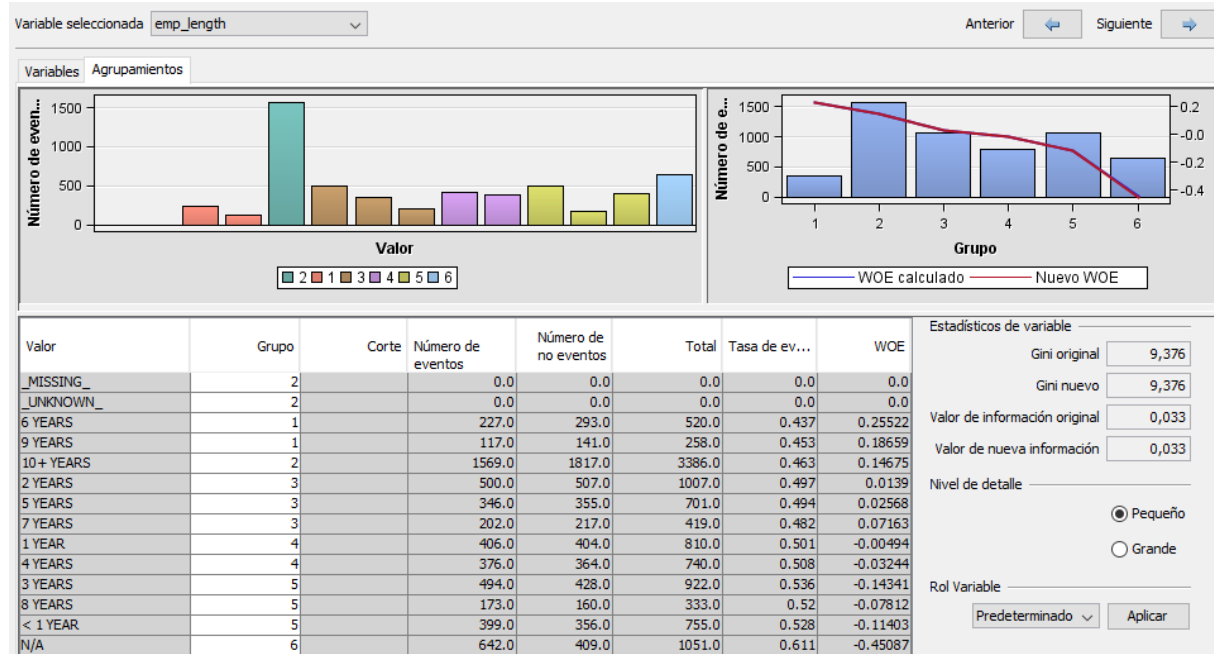 Variable seleccionada emp_length Anterior Siguiente
Variables Agrupamientos
Número de even...
1500
1000
500
0
Valor
2 1 3 4 5 6
Número de e...
1500
1000
500
0
0.2
-0.0
-0.2
-0.4
1 2 3 4 5 6
Grupo
WOE calculado Nuevo WOE
Valor Grupo Corte Número de eventos Número de no eventos Total Tasa de ev... WOE
_MISSING_ 2 0.0 0.0 0.0 0.0 0.0
_UNKNOWN_ 2 0.0 0.0 0.0 0.0 0.0
6 YEARS 1 227.0 293.0 520.0 0.437 0.25522
9 YEARS 1 117.0 141.0 258.0 0.453 0.18659
10+ YEARS 2 1569.0 1817.0 3386.0 0.463 0.14675
2 YEARS 3 500.0 507.0 1007.0 0.497 0.0139
5 YEARS 3 346.0 355.0 701.0 0.494 0.02568
7 YEARS 3 202.0 217.0 419.0 0.482 0.07163
1 YEAR 4 406.0 404.0 810.0 0.501 -0.00494
4 YEARS 4 376.0 364.0 740.0 0.508 -0.03244
3 YEARS 5 494.0 428.0 922.0 0.536 -0.14341
8 YEARS 5 173.0 160.0 333.0 0.52 -0.07812
< 1 YEAR 5 399.0 356.0 755.0 0.528 -0.11403
N/A 6 642.0 409.0 1051.0 0.611 -0.45087
Estadísticos de variable
Gini original 9,376
Gini nuevo 9,376
Valor de información original 0,033
Valor de nueva información 0,033
Nivel de detalle
Pequeño
Grande
Rol Variable
Predeterminado Aplicar